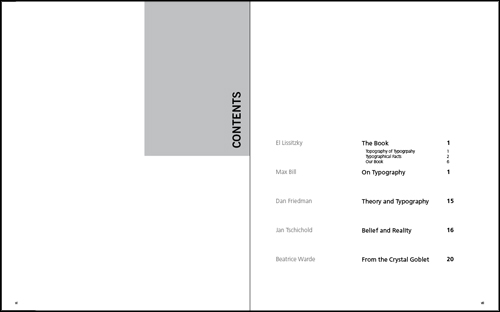 CONTENTS
El Lissitzky The Book 1
Topography of Typography 1
Typographical Facts 2
Our Book 6
Max Bill On Typography 1
Dan Friedman Theory and Typography 15
Jan Tschichold Belief and Reality 16
Beatrice Warde From the Crystal Goblet 20